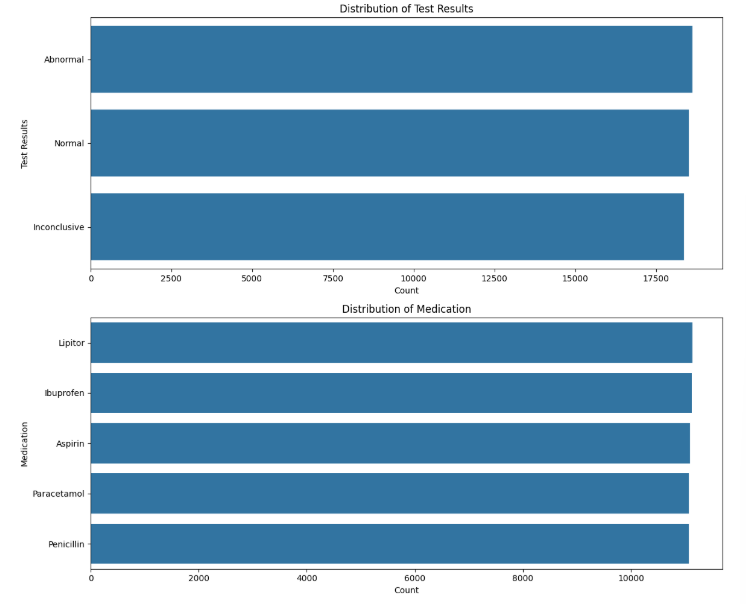 Distribution of Test Results
Test Results
Abnormal
Normal
Inconclusive
0 2500 5000 7500 10000 12500 15000 17500
Count
Distribution of Medication
Medication
Lipitor
Ibuprofen
Aspirin
Paracetamol
Penicillin
0 2000 4000 6000 8000 10000
Count